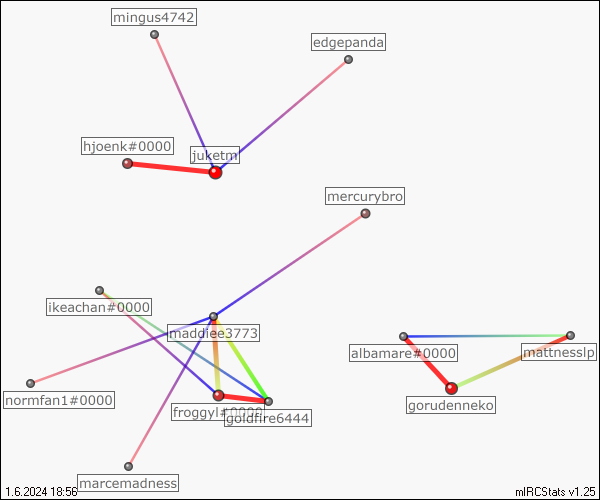 mingus4742
edgepanda
hjoenk#0000
juketm
mercurybro
ikeachan#0000
maddiee3773
albamare#0000
mattnesslp
normfan1#0000
froggyl#0000
goldfire6444
gorudenneko
marcemadness
1.6.2024 18:56
mIRCStats v1.25